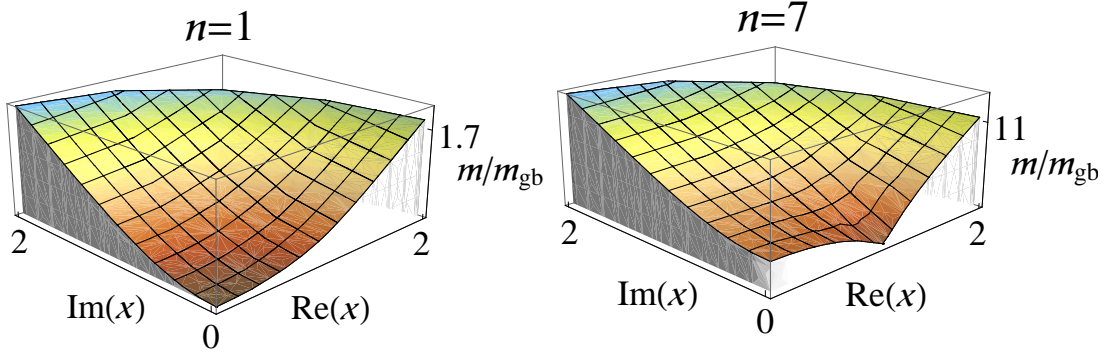 n=1
1.7
m/m_gb
2
2
Im(x)
Re(x)
0
n=7
11
m/m_gb
2
2
Im(x)
Re(x)
0